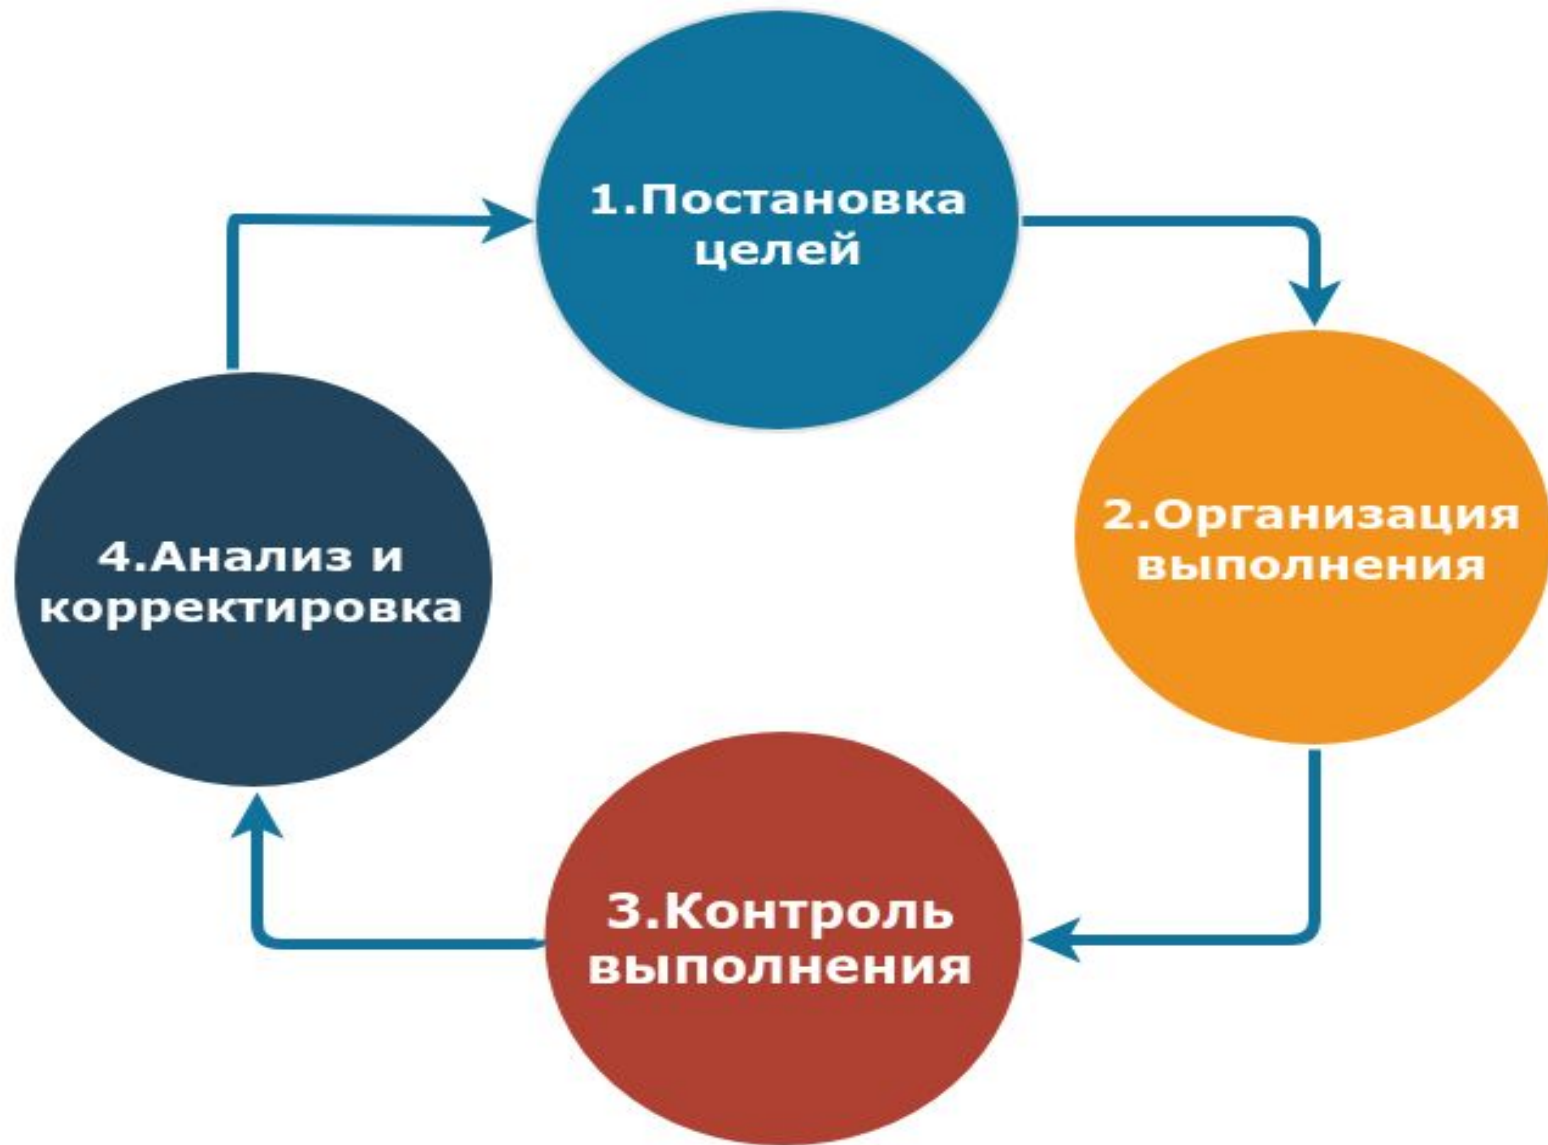 1.Постановка
целей
2.Организация
выполнения
3.Контроль
выполнения
4.Анализ и
корректировка